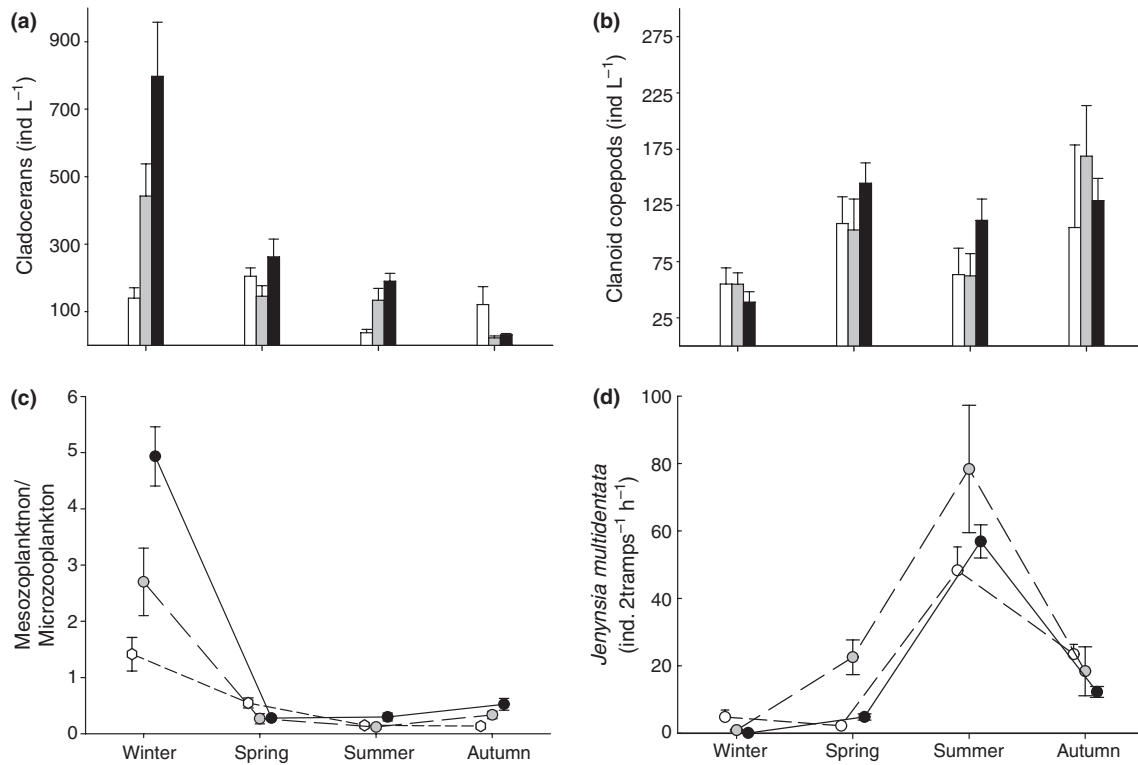 (a)
Cladocerans (ind L⁻¹)
900
700
500
300
100
(b)
Clanoid copepods (ind L⁻¹)
275
225
175
125
75
25
(c)
Mesozoplanktnon/
Microzooplankton
6
5
4
3
2
1
0
Winter Spring Summer Autumn
(d)
Jenynsia multidentata
(ind. 2tramps⁻¹ h⁻¹)
100
80
60
40
20
0
Winter Spring Summer Autumn